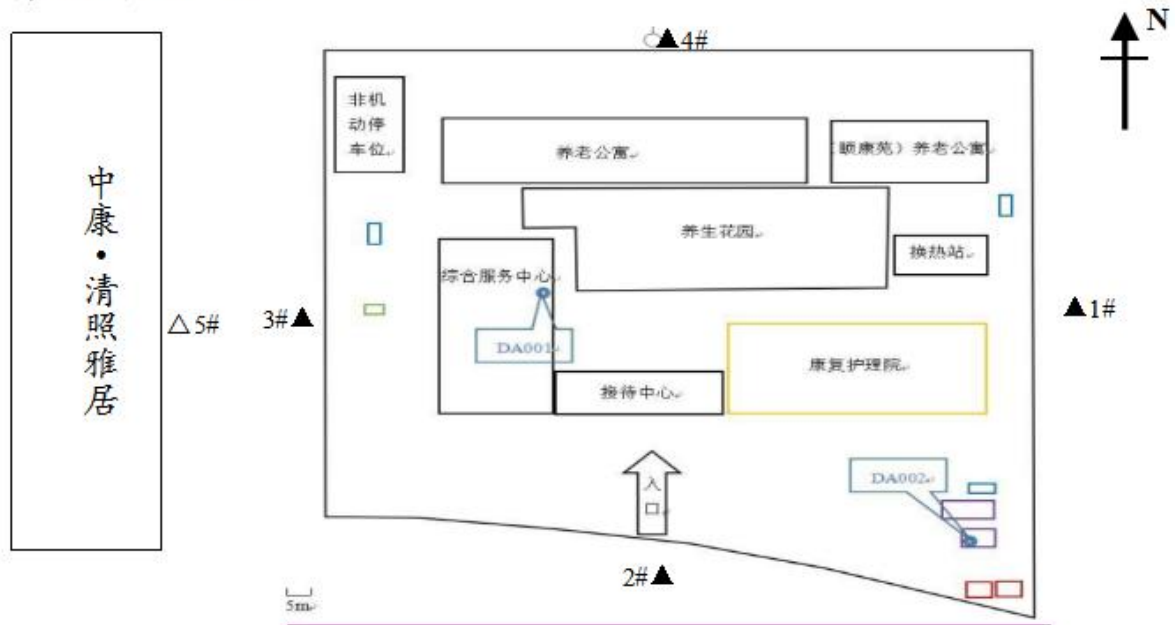 ▲4#
N
非机
动停
车位
养老公寓
（颐康苑）养老公寓
中康·清照雅居
养生花园
换热站
综合服务中心
△5#
3#▲
▲1#
DA001
康复护理院
接待中心
DA002
入口
2#▲
5m